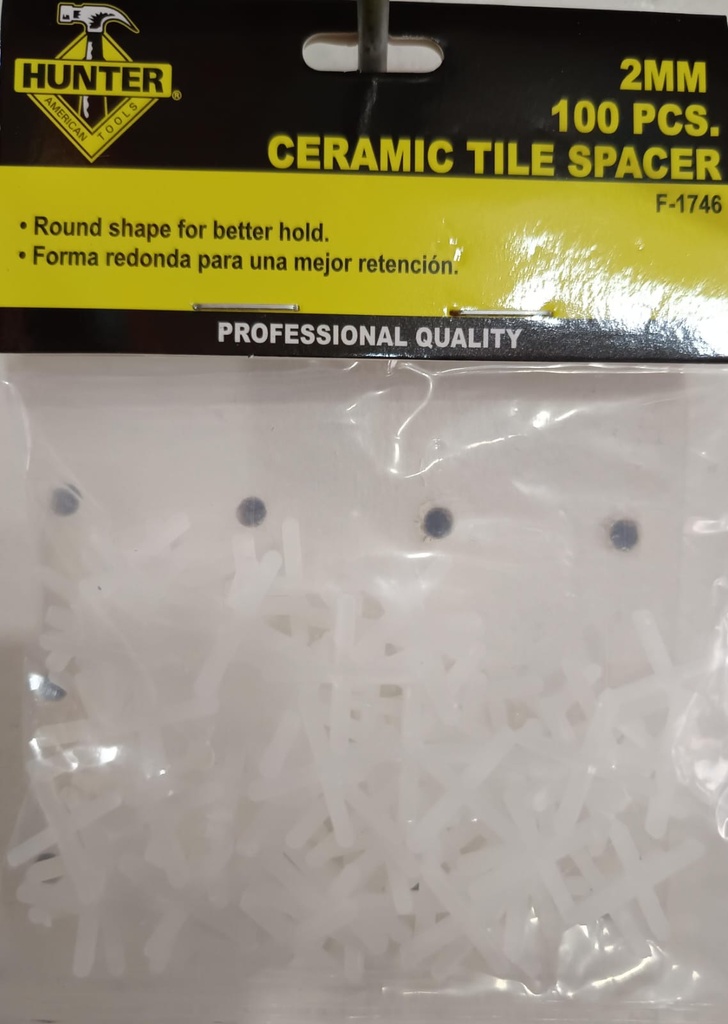 HUNTER®
AMERICAN TOOLS
2MM
100 PCS.
CERAMIC TILE SPACER
F-1746
• Round shape for better hold.
• Forma redonda para una mejor retención.
PROFESSIONAL QUALITY